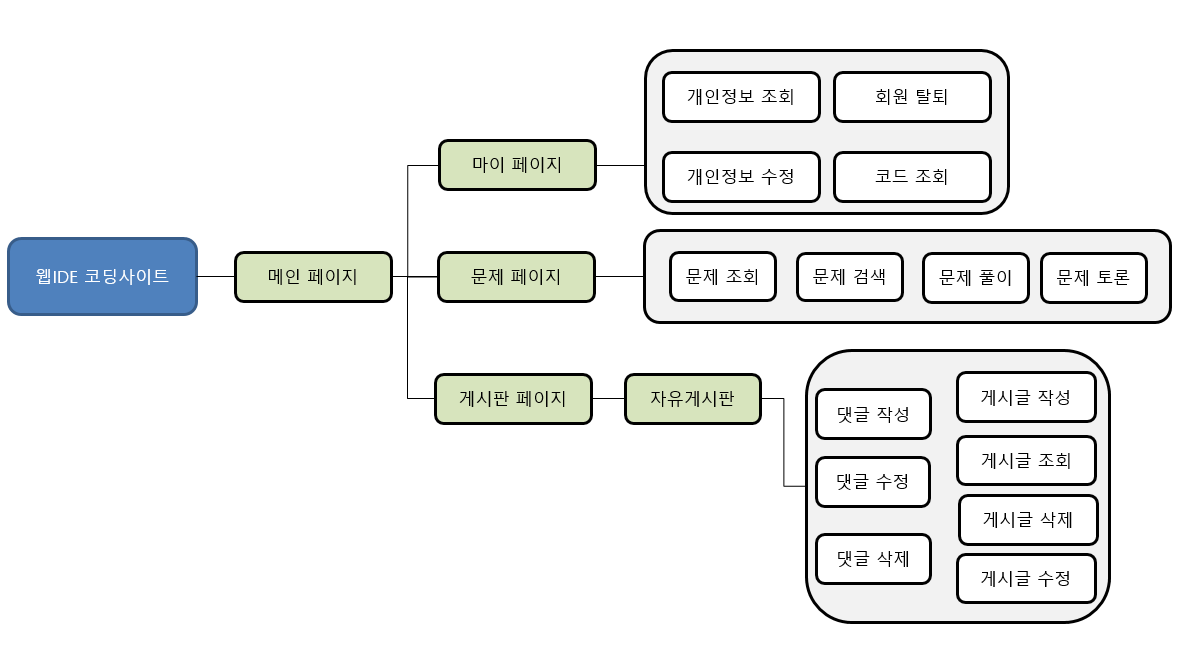 웹IDE 코딩사이트
메인 페이지
마이 페이지
개인정보 조회
회원 탈퇴
개인정보 수정
코드 조회
문제 페이지
문제 조회
문제 검색
문제 풀이
문제 토론
게시판 페이지
자유게시판
댓글 작성
댓글 수정
댓글 삭제
게시글 작성
게시글 조회
게시글 삭제
게시글 수정